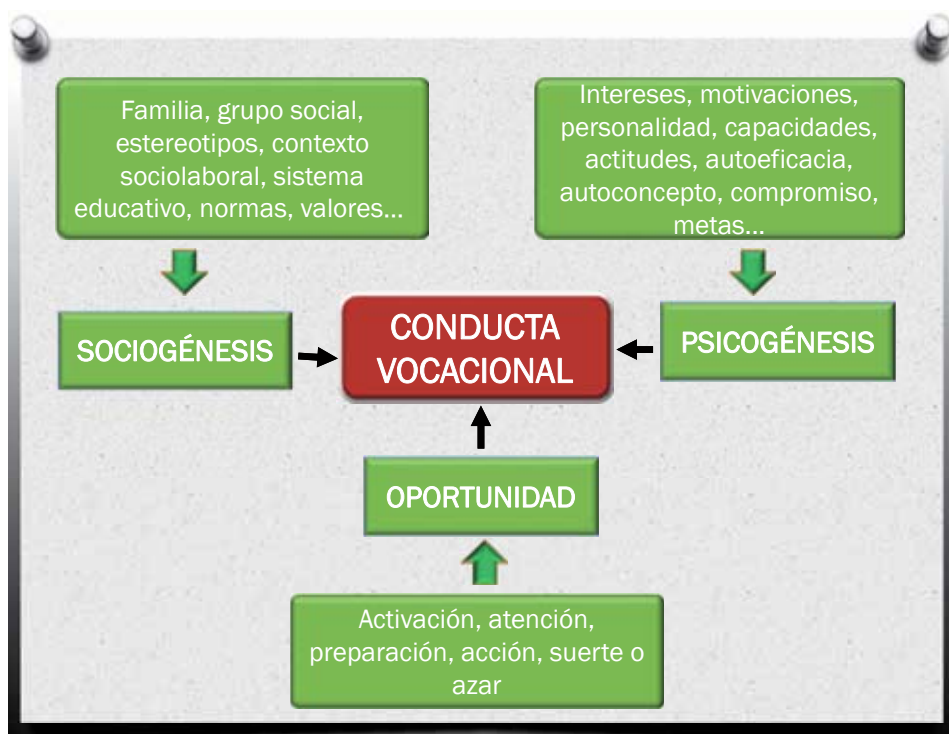 Familia, grupo social,
estereotipos, contexto
sociolaboral, sistema
educativo, normas, valores...
Intereses, motivaciones,
personalidad, capacidades,
actitudes, autoeficacia,
autoconcepto, compromiso,
metas...
SOCIOGÉNESIS
CONDUCTA
VOCACIONAL
PSICOGÉNESIS
OPORTUNIDAD
Activación, atención,
preparación, acción, suerte o
azar